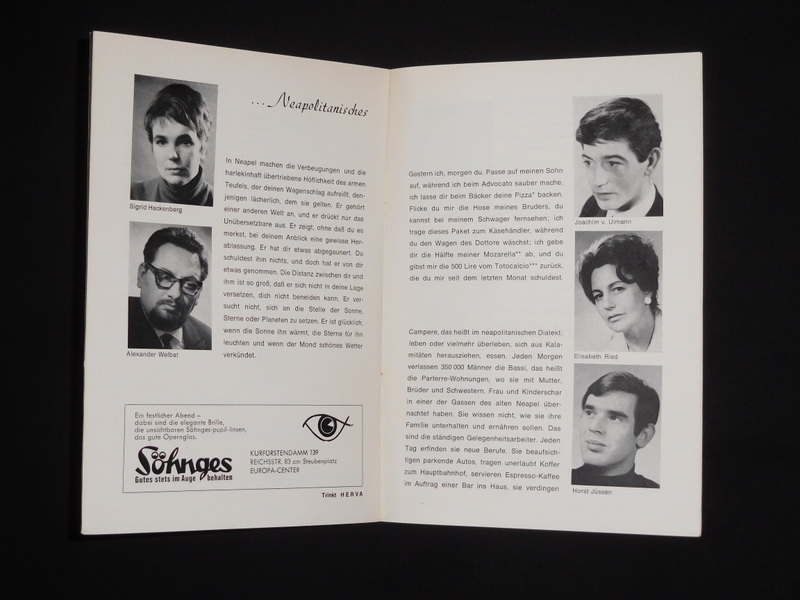 ...Neapolitanisches
Sigrid Hackenberg
Alexander Welbat
In Neapel machen die Verbeugungen und die
harlekinhaft übertriebene Höflichkeit des armen
Teufels, der deinen Wagenschlag aufreißt, den-
jenigen lächerlich, dem sie gelten. Er gehört
einer anderen Welt an, und er drückt nur das
Unübersetzbare aus. Er zeigt, ohne daß du es
merkst, bei deinem Anblick eine gewisse Her-
ablassung. Er hat dir etwas abgegaunert. Du
schuldest ihm nichts, und doch hat er von dir
etwas genommen. Die Distanz zwischen dir und
ihm ist so groß, daß er sich nicht in deine Lage
versetzen, dich nicht beneiden kann. Er ver-
sucht nicht, sich an die Stelle der Sonne,
Sterne oder Planeten zu setzen. Er ist glücklich,
wenn die Sonne ihn wärmt, die Sterne für ihn
leuchten und wenn der Mond schönes Wetter
verkündet.
Ein festlicher Abend –
dabei sind die elegante Brille,
die unsichtbaren Söhnges-pupil-linsen,
das gute Opernglas.
Söhnges
Gutes stets im Auge behalten
KURFÜRSTENDAMM 139
REICHSSTR. 83 am Steubenplatz
EUROPA-CENTER
Trinkt HERVA
Gestern ich, morgen du. Passe auf meinen Sohn
auf, während ich beim Advocato sauber mache,
ich lasse dir beim Bäcker deine Pizza* backen.
Flicke du mir die Hose meines Bruders, du
kannst bei meinem Schwager fernsehen; ich
trage dieses Paket zum Käsehändler, während
du den Wagen des Dottore wäschst; ich gebe
dir die Hälfte meiner Mozarella** ab, und du
gibst mir die 500 Lire vom Totocalcio*** zurück,
die du mir seit dem letzten Monat schuldest.
Campere, das heißt im neapolitanischen Dialekt:
leben oder vielmehr überleben, sich aus Kala-
mitäten herausziehen, essen. Jeden Morgen
verlassen 350 000 Männer die Bassi, das heißt
die Parterre-Wohnungen, wo sie mit Mutter,
Brüder und Schwestern, Frau und Kinderschar
in einer der Gassen des alten Neapel über-
nachtet haben. Sie wissen nicht, wie sie ihre
Familie unterhalten und ernähren sollen. Das
sind die ständigen Gelegenheitsarbeiter. Jeden
Tag erfinden sie neue Berufe. Sie beaufsich-
tigen parkende Autos, tragen unerlaubt Koffer
zum Hauptbahnhof, servieren Espresso-Kaffee
im Auftrag einer Bar ins Haus, sie verdingen
Joachim v. Ulmann
Elisabeth Ried
Horst Jüssen